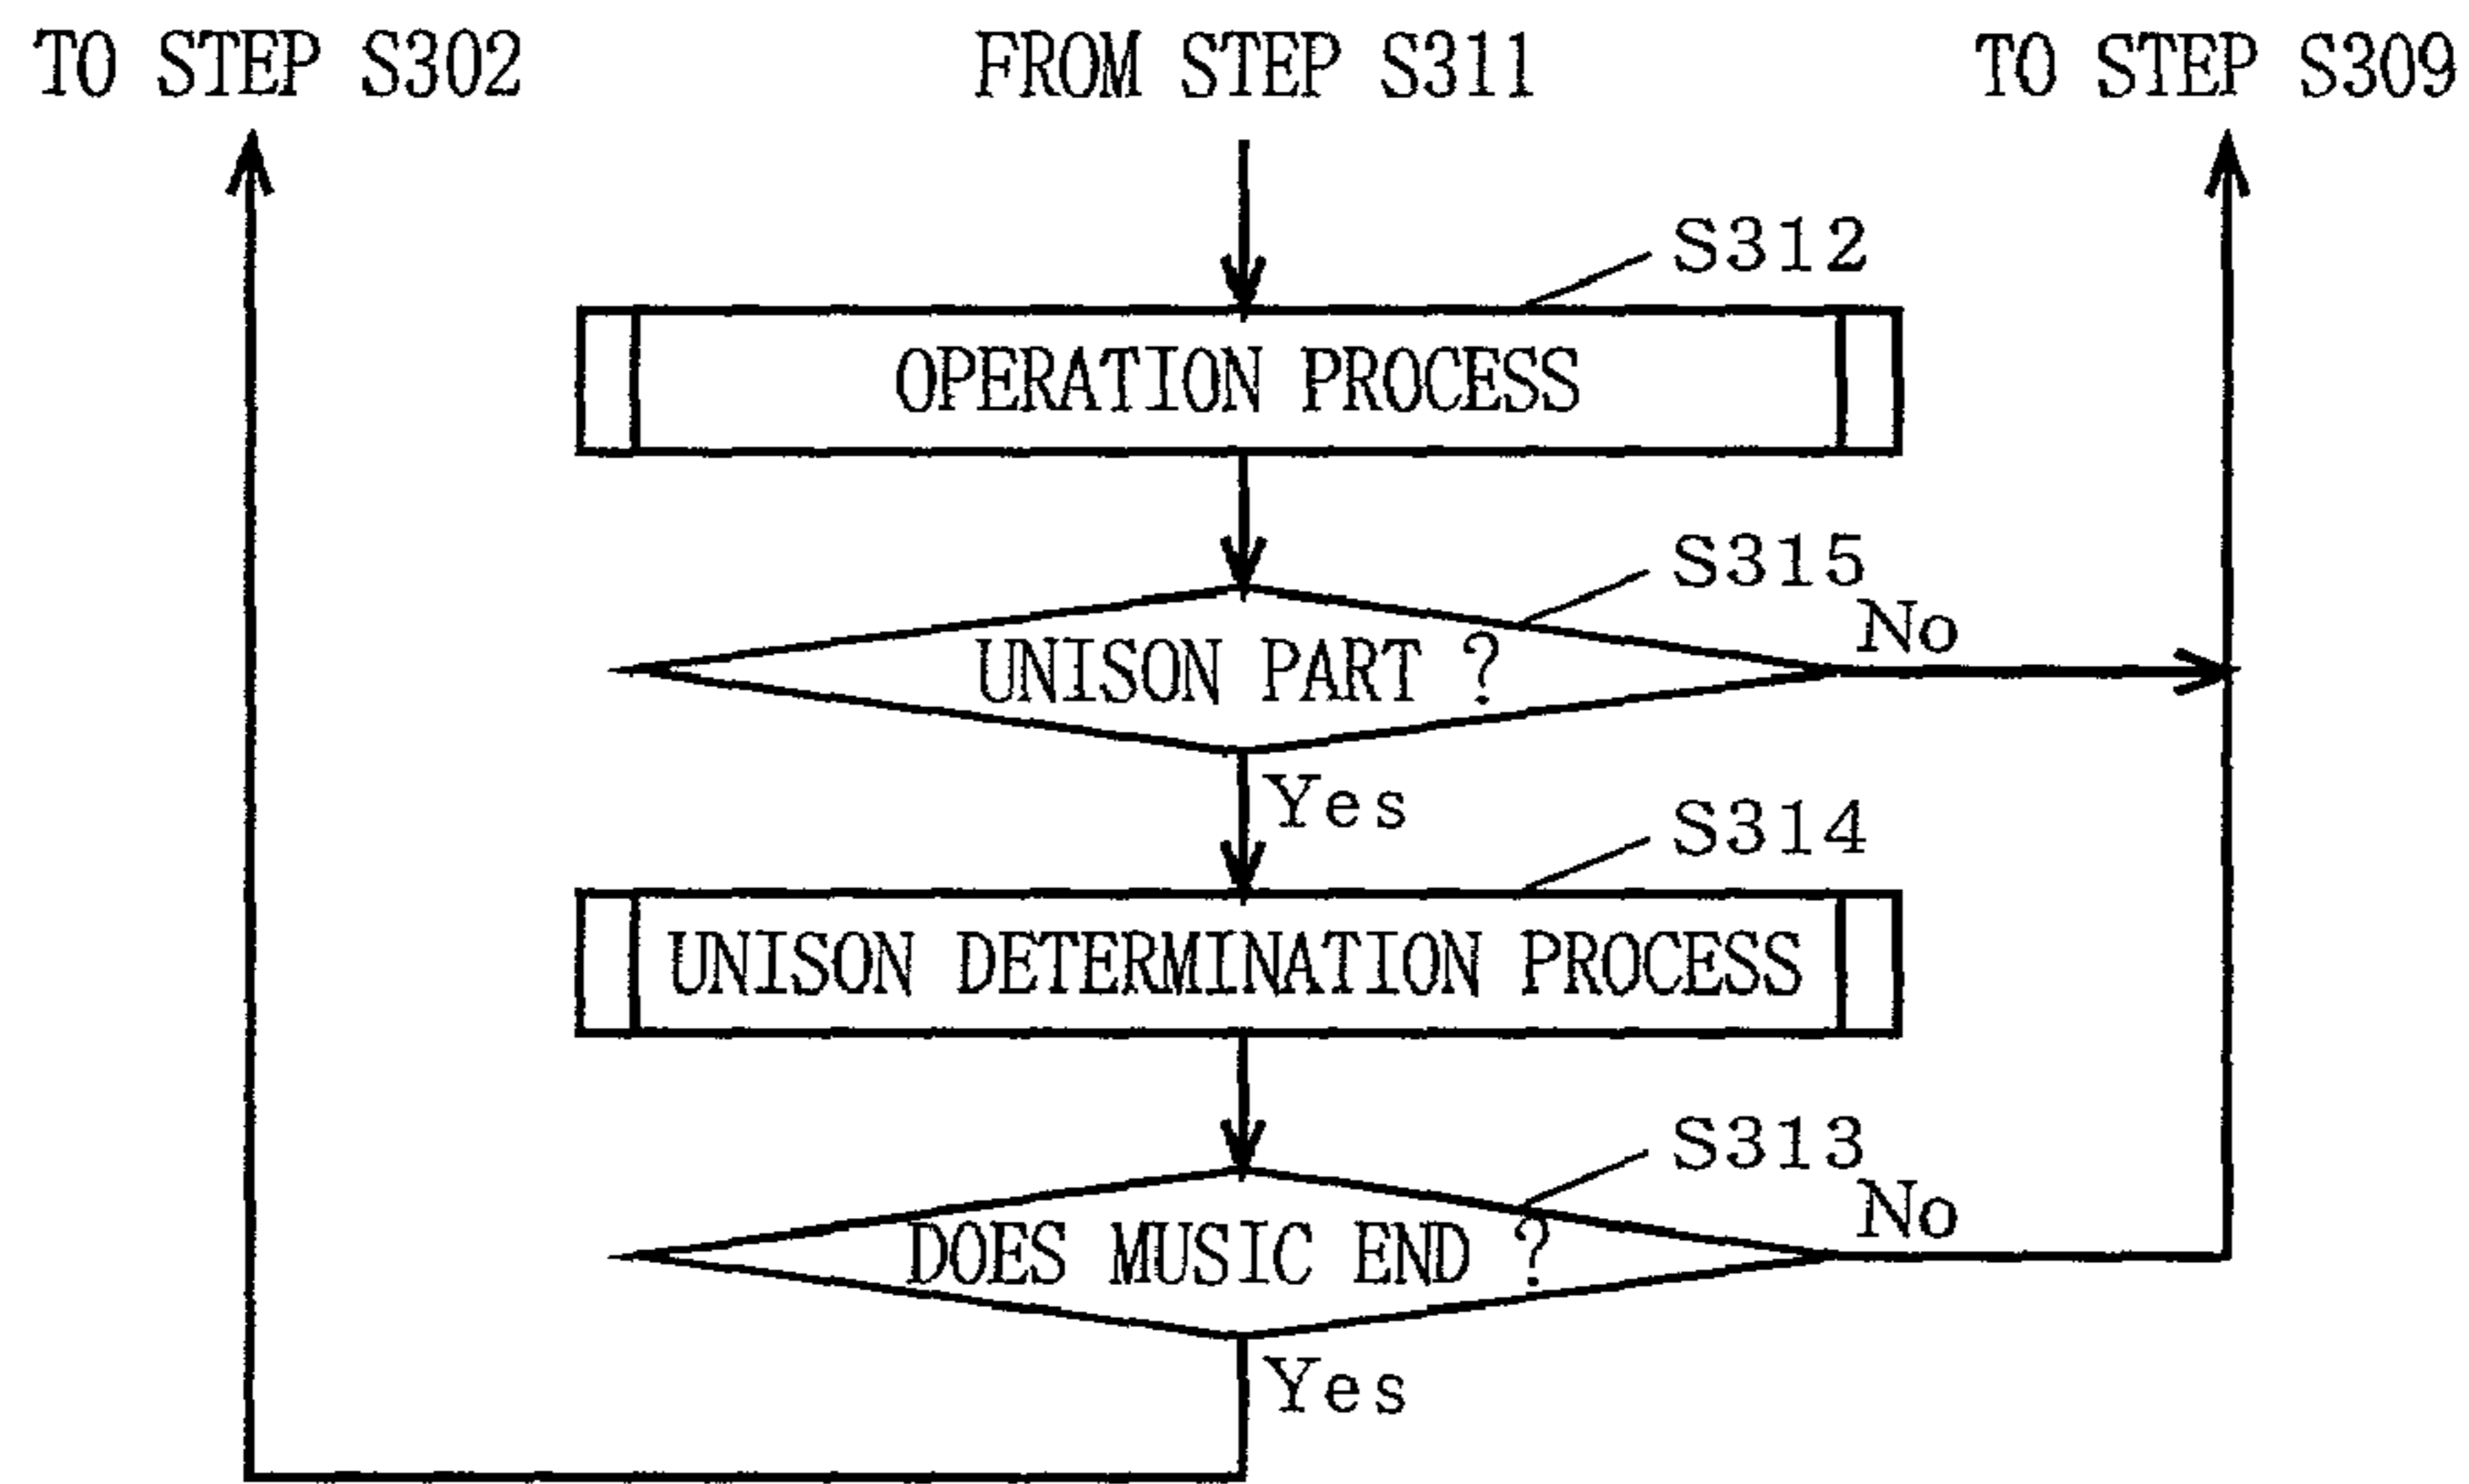 TO STEP S302
FROM STEP S311
TO STEP S309
S312
OPERATION PROCESS
S315
UNISON PART ?
No
Yes
S314
UNISON DETERMINATION PROCESS
S313
DOES MUSIC END ?
No
Yes